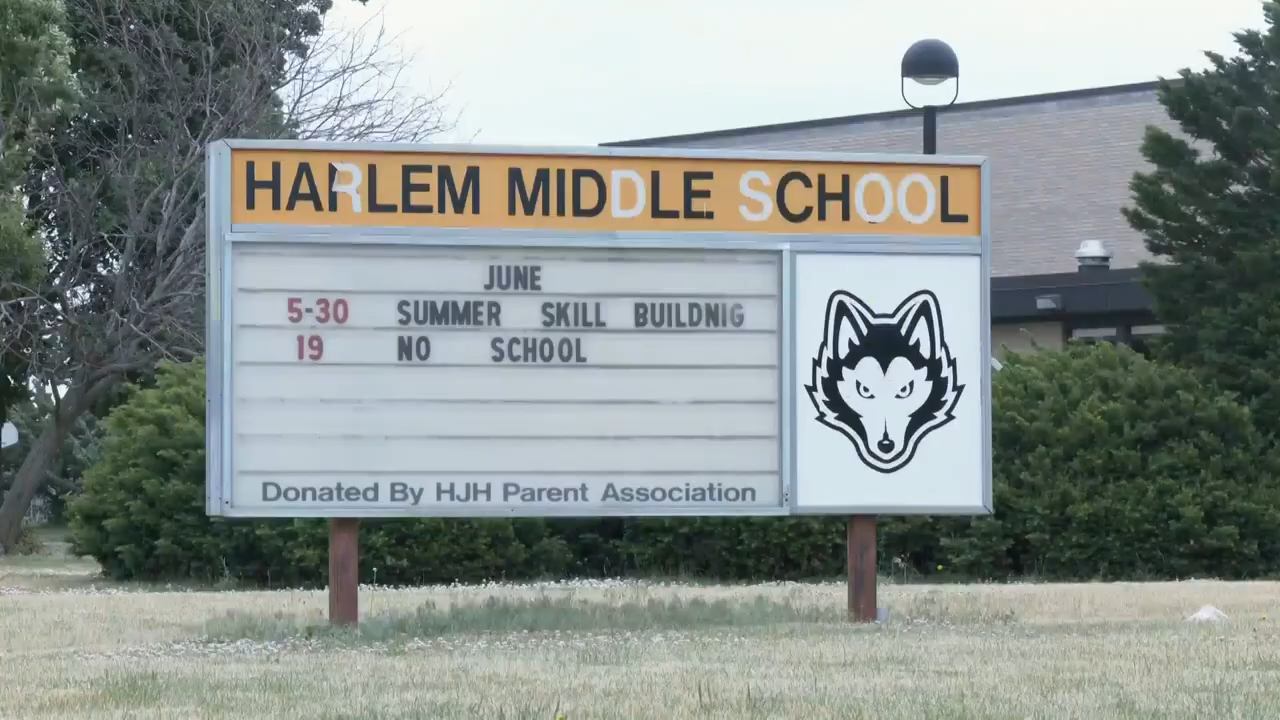 HARLEM MIDDLE SCHOOL
JUNE
5-30 SUMMER SKILL BUILDNIG
19 NO SCHOOL
Donated By HJH Parent Association